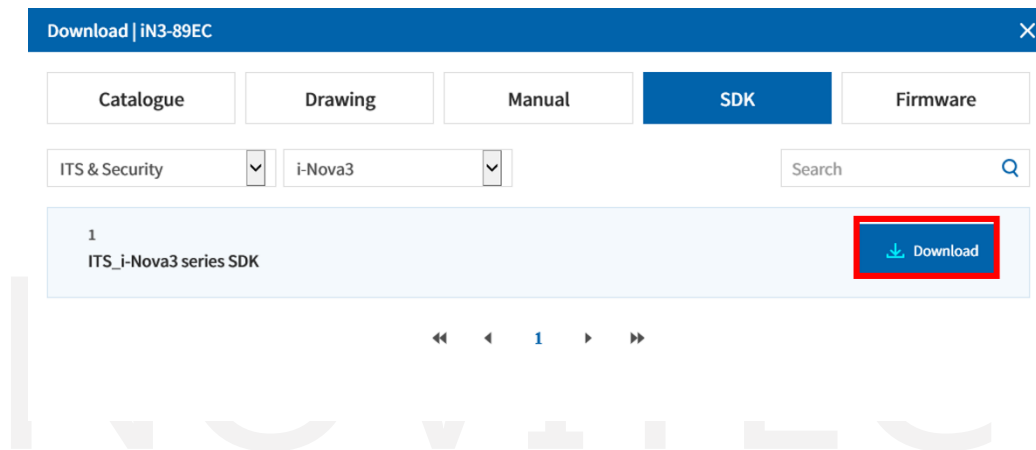 Download | iN3-89EC
Catalogue Drawing Manual SDK Firmware
ITS & Security i-Nova3 Search
1
ITS_i-Nova3 series SDK
Download
1